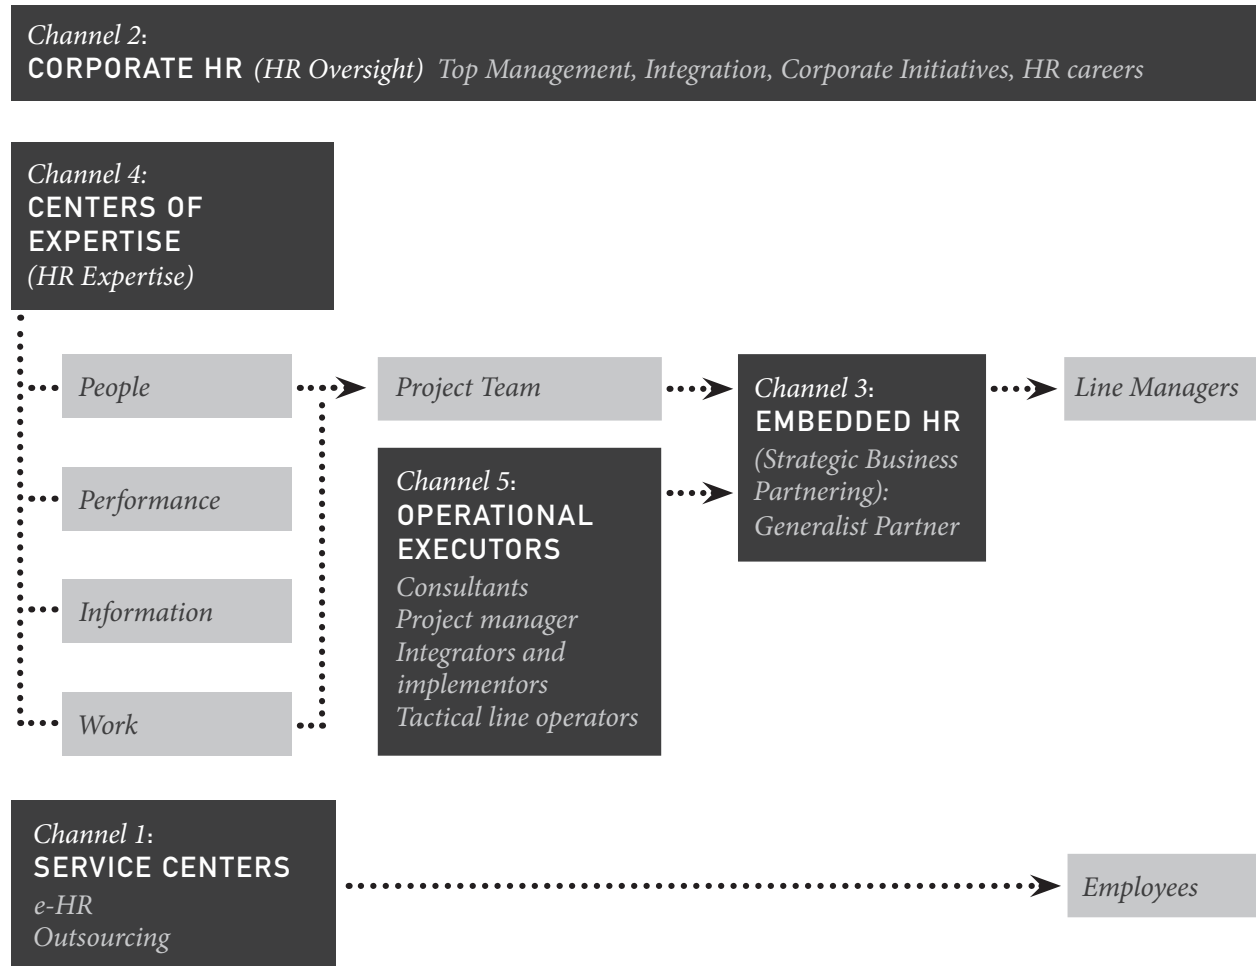 Channel 2:
CORPORATE HR (HR Oversight) Top Management, Integration, Corporate Initiatives, HR careers
Channel 4:
CENTERS OF
EXPERTISE
(HR Expertise)
People
Performance
Information
Work
Project Team
Channel 5:
OPERATIONAL
EXECUTORS
Consultants
Project manager
Integrators and
implementors
Tactical line operators
Channel 3:
EMBEDDED HR
(Strategic Business
Partnering):
Generalist Partner
Line Managers
Channel 1:
SERVICE CENTERS
e-HR
Outsourcing
Employees